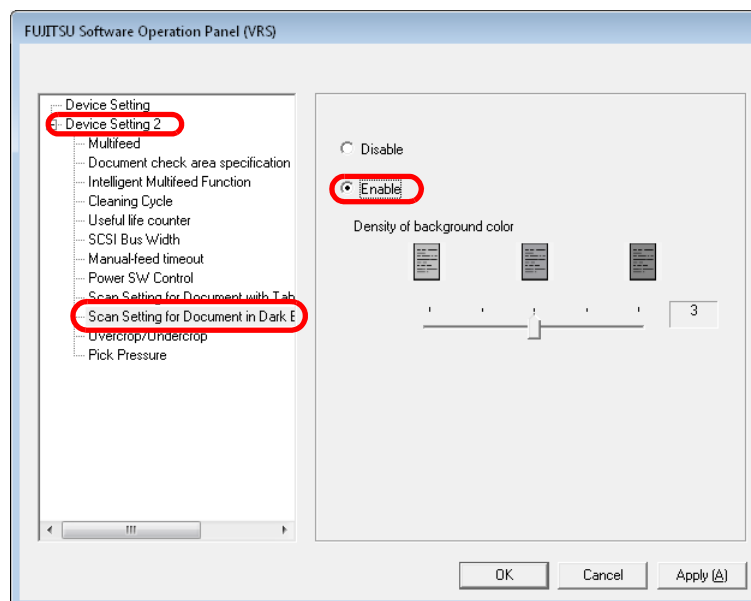 FUJITSU Software Operation Panel (VRS)
Device Setting
Device Setting 2
Multifeed
Document check area specification
Intelligent Multifeed Function
Cleaning Cycle
Useful life counter
SCSI Bus Width
Manual-feed timeout
Power SW Control
Scan Setting for Document with Tab
Scan Setting for Document in Dark B
Overcrop/Undercrop
Pick Pressure
Disable
Enable
Density of background color
3
OK Cancel Apply (A)